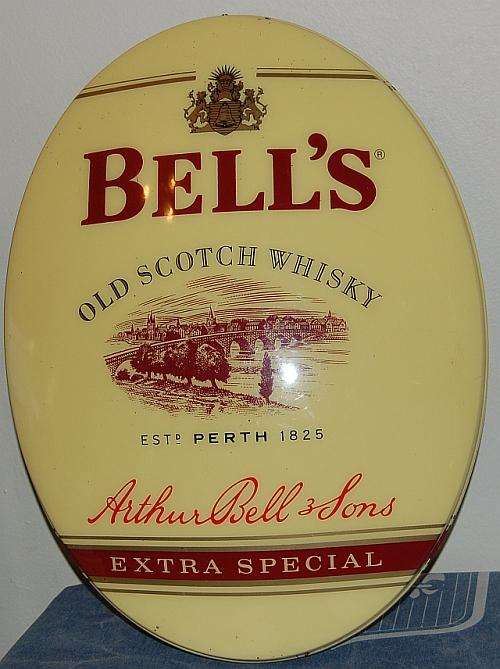 BELL'S®
OLD SCOTCH WHISKY
ESTD PERTH 1825
Arthur Bell & Sons
EXTRA SPECIAL